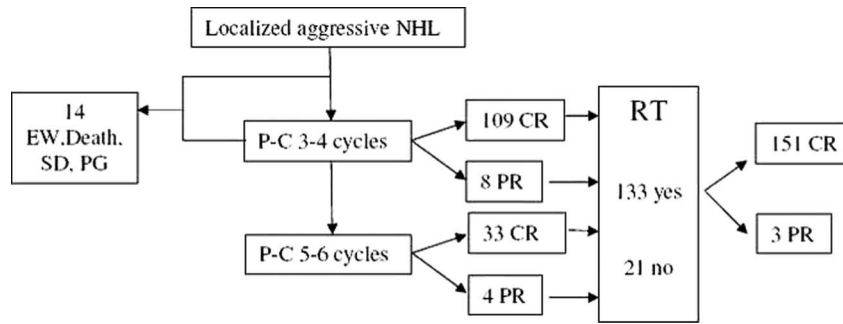 Localized aggressive NHL
14
EW,Death,
SD, PG
P-C 3-4 cycles
109 CR
8 PR
P-C 5-6 cycles
33 CR
4 PR
RT
133 yes
21 no
151 CR
3 PR